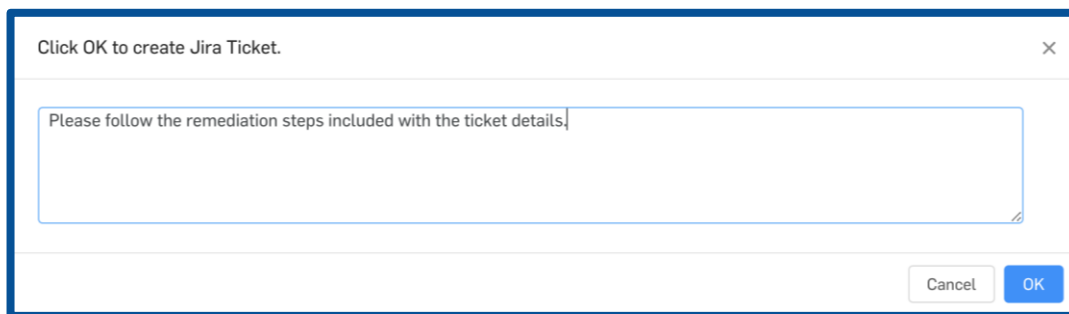 Click OK to create Jira Ticket.
Please follow the remediation steps included with the ticket details.
Cancel
OK